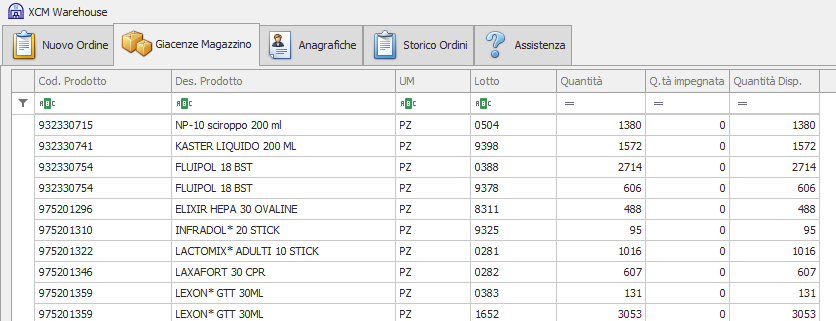 XCM Warehouse
Nuovo Ordine Giacenze Magazzino Anagrafiche Storico Ordini Assistenza
Cod. Prodotto Des. Prodotto UM Lotto Quantità Q.tà impegnata Quantità Disp.
ABC ABC ABC ABC = = =
932330715 NP-10 sciroppo 200 ml PZ 0504 1380 0 1380
932330741 KASTER LIQUIDO 200 ML PZ 9398 1572 0 1572
932330754 FLUIPOL 18 BST PZ 0388 2714 0 2714
932330754 FLUIPOL 18 BST PZ 9378 606 0 606
975201296 ELIXIR HEPA 30 OVALINE PZ 8311 488 0 488
975201310 INFRADOL* 20 STICK PZ 9325 95 0 95
975201322 LACTOMIX* ADULTI 10 STICK PZ 0281 1016 0 1016
975201346 LAXAFORT 30 CPR PZ 0282 607 0 607
975201359 LEXON* GTT 30ML PZ 0383 131 0 131
975201359 LEXON* GTT 30ML PZ 1652 3053 0 3053